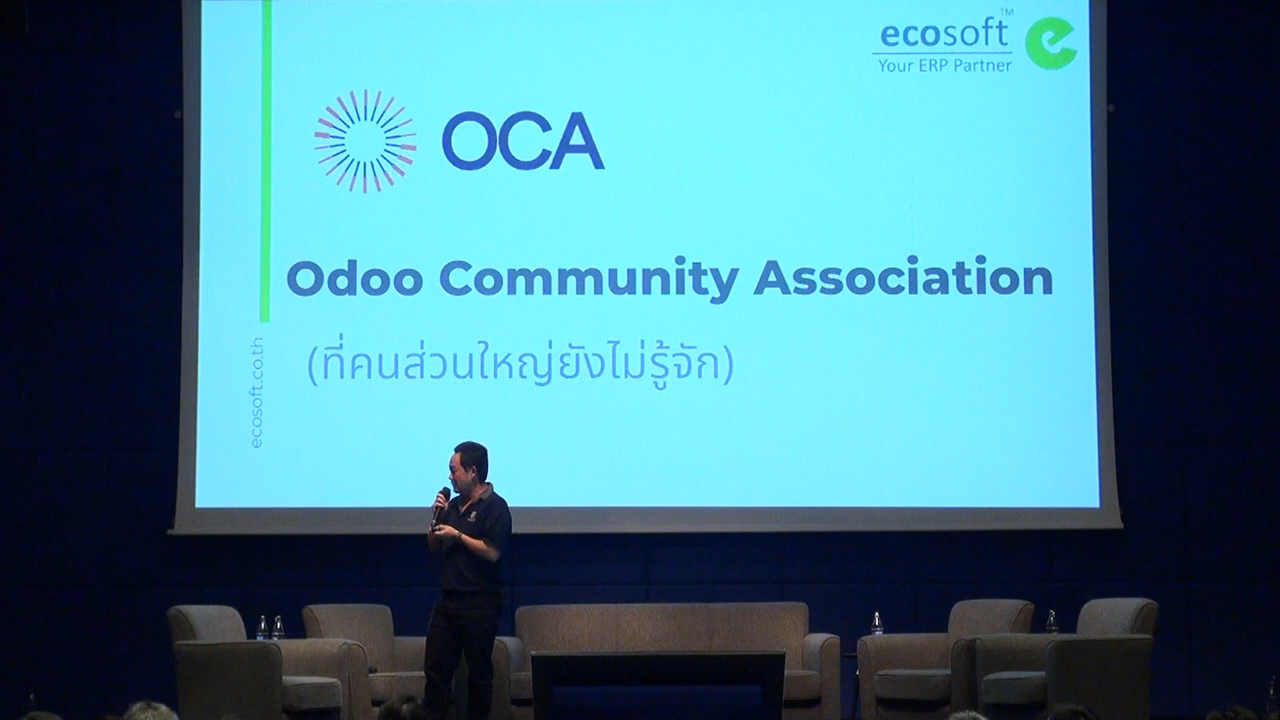 ecosoft™
Your ERP Partner
OCA
Odoo Community Association
(ที่คนส่วนใหญ่ยังไม่รู้จัก)
ecosoft.co.th